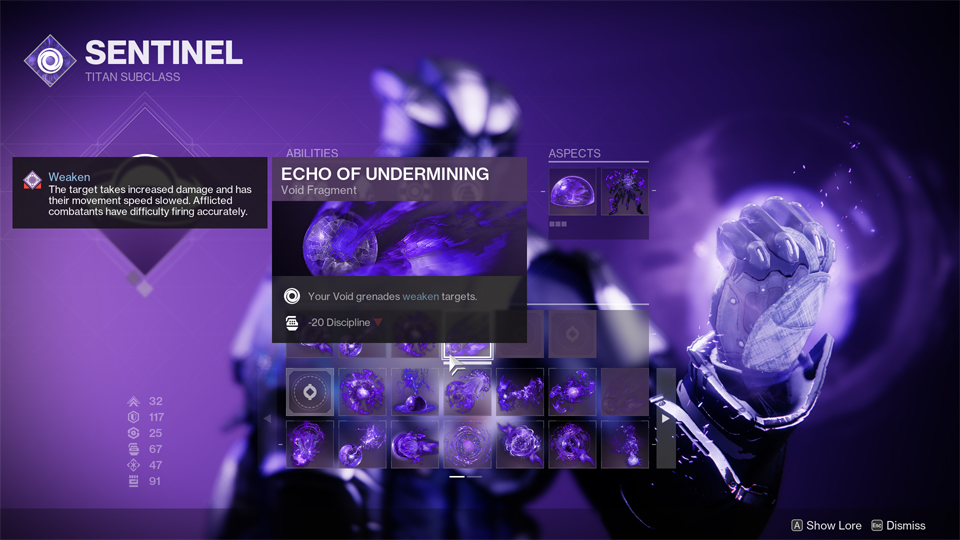 SENTINEL
TITAN SUBCLASS
ABILITIES
ASPECTS
Weaken
The target takes increased damage and has
their movement speed slowed. Afflicted
combatants have difficulty firing accurately.
ECHO OF UNDERMINING
Void Fragment
Your Void grenades weaken targets.
-20 Discipline
32
117
25
67
47
91
A Show Lore
Esc Dismiss